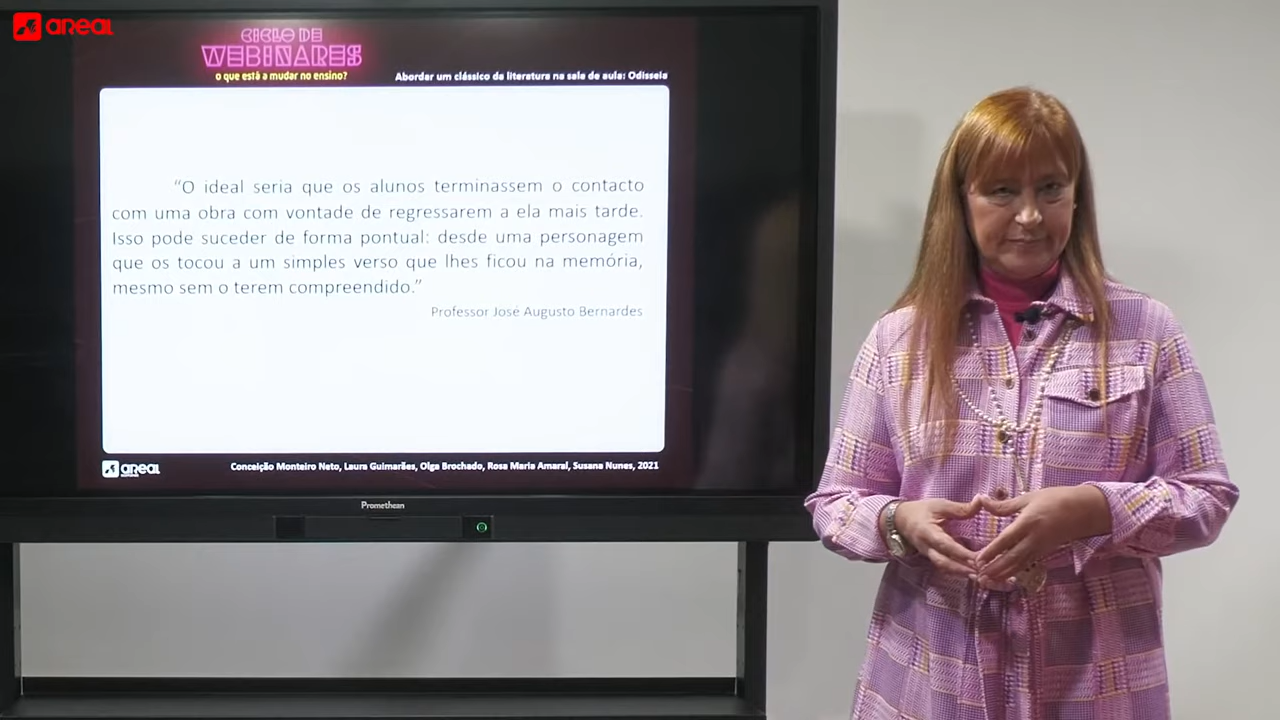 areal
CICLO DE
WEBINARES
o que está a mudar no ensino?
Abordar um clássico da literatura na sala de aula: Odisseia
“O ideal seria que os alunos terminassem o contacto
com uma obra com vontade de regressarem a ela mais tarde.
Isso pode suceder de forma pontual: desde uma personagem
que os tocou a um simples verso que lhes ficou na memória,
mesmo sem o terem compreendido.”
Professor José Augusto Bernardes
areal
Conceição Monteiro Neto, Laura Guimarães, Olga Brochado, Rosa Maria Amaral, Susana Nunes, 2021
Promethean